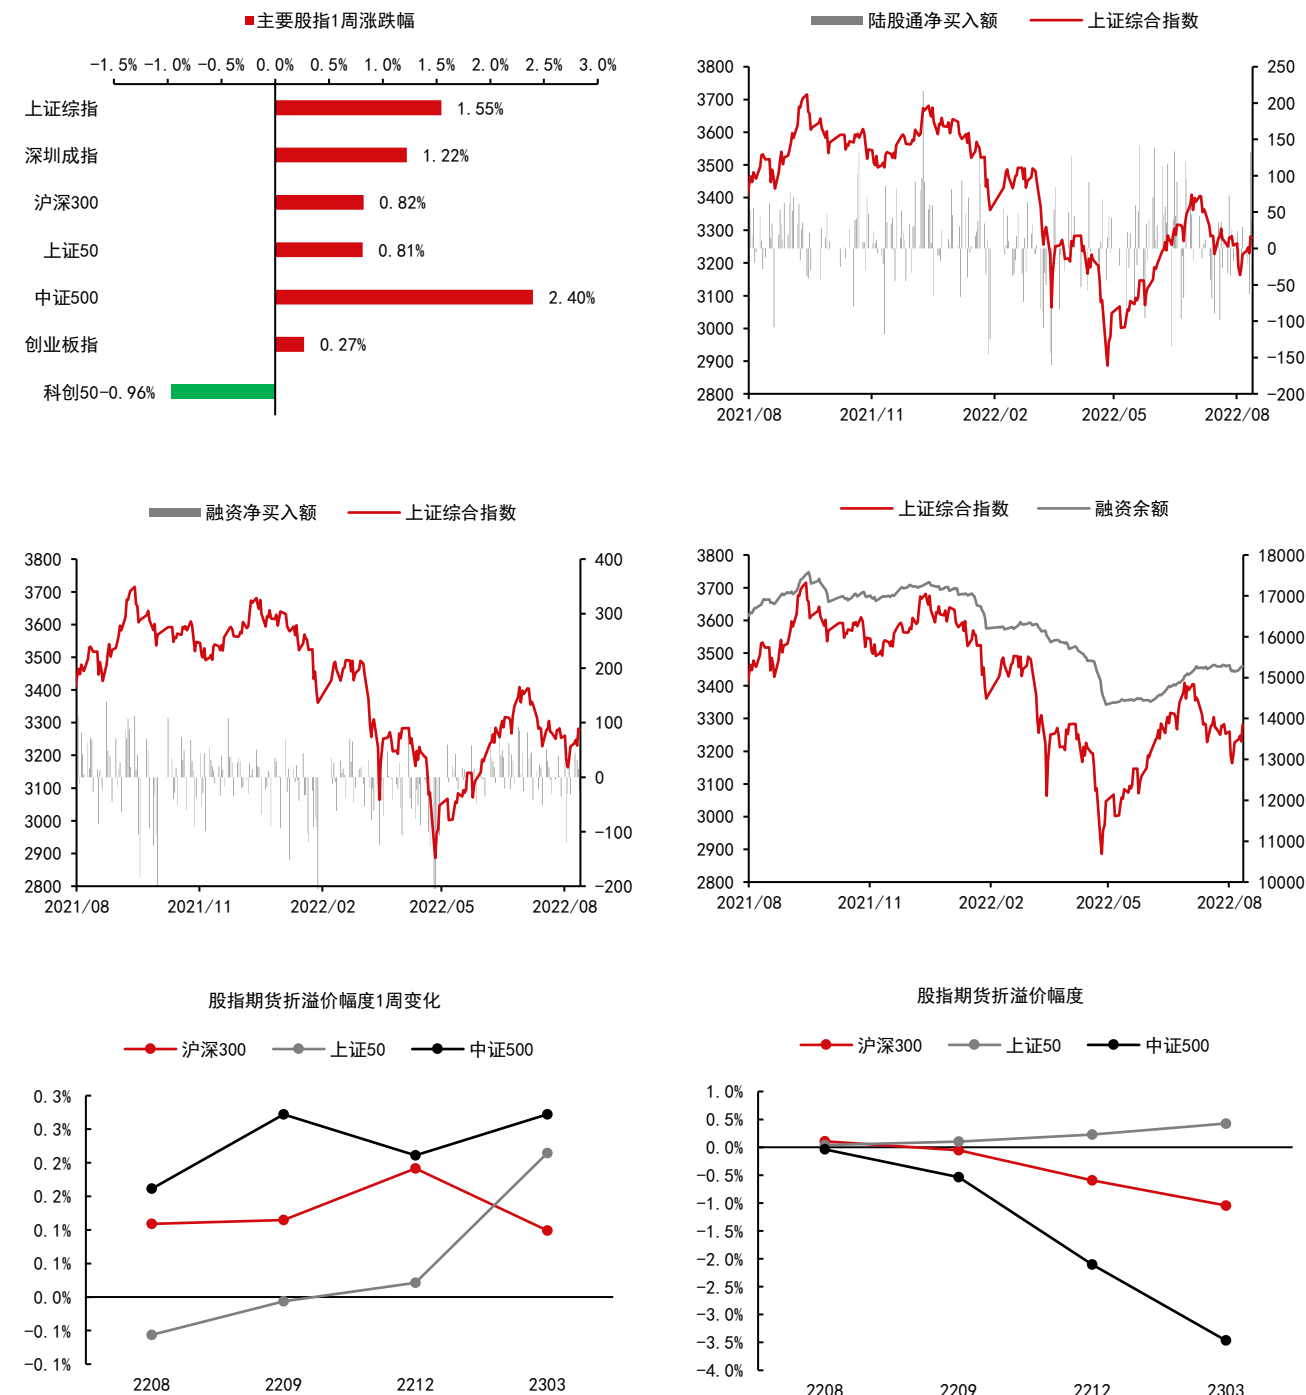 主要股指1周涨跌幅
-1.5% -1.0% -0.5% 0.0% 0.5% 1.0% 1.5% 2.0% 2.5% 3.0%
上证综指 1.55%
深圳成指 1.22%
沪深300 0.82%
上证50 0.81%
中证500 2.40%
创业板指 0.27%
科创50 -0.96%
陆股通净买入额 上证综合指数
3800 250
3700 200
3600 150
3500 100
3400 50
3300 0
3200 -50
3100 -100
3000 -150
2900 -200
2800
2021/08 2021/11 2022/02 2022/05 2022/08
融资净买入额 上证综合指数
3800 400
3700 300
3600 200
3500 100
3400 0
3300 -100
3200 -200
3100
3000
2900
2800
2021/08 2021/11 2022/02 2022/05 2022/08
上证综合指数 融资余额
3800 18000
3700 17000
3600 16000
3500 15000
3400 14000
3300 13000
3200 12000
3100 11000
3000 10000
2900
2800
2021/08 2021/11 2022/02 2022/05 2022/08
股指期货折溢价幅度1周变化
沪深300 上证50 中证500
0.3%
0.3%
0.2%
0.2%
0.1%
0.1%
0.0%
-0.1%
-0.1%
2208 2209 2212 2303
股指期货折溢价幅度
沪深300 上证50 中证500
1.0%
0.5%
0.0%
-0.5%
-1.0%
-1.5%
-2.0%
-2.5%
-3.0%
-3.5%
-4.0%
2208 2209 2212 2303